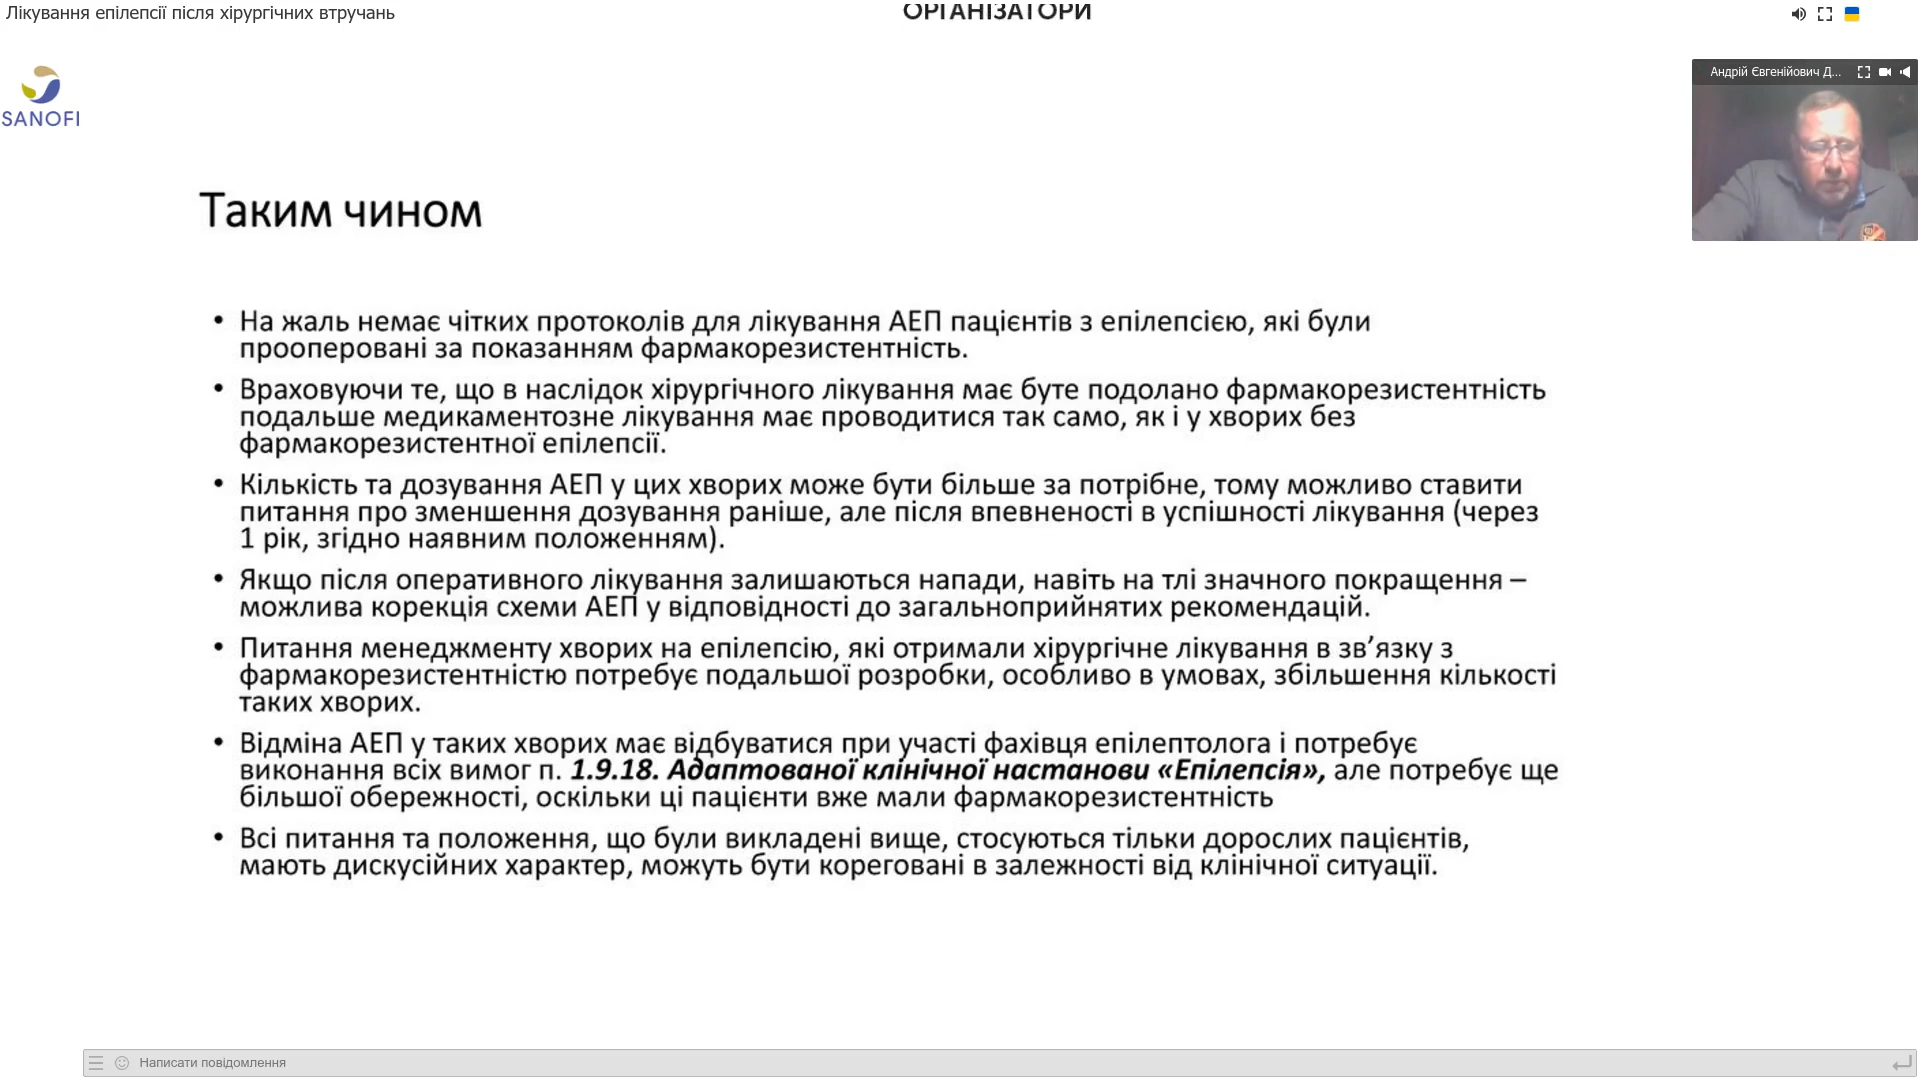 Лікування епілепсії після хірургічних втручань
ОРГАНІЗАТОРИ
SANOFI
Андрій Євгенійович Д...
Таким чином
• На жаль немає чітких протоколів для лікування АЕП пацієнтів з епілепсією, які були
прооперовані за показанням фармакорезистентність.
• Враховуючи те, що в наслідок хірургічного лікування має буте подолано фармакорезистентність
подальше медикаментозне лікування має проводитися так само, як і у хворих без
фармакорезистентної епілепсії.
• Кількість та дозування АЕП у цих хворих може бути більше за потрібне, тому можливо ставити
питання про зменшення дозування раніше, але після впевненості в успішності лікування (через
1 рік, згідно наявним положенням).
• Якщо після оперативного лікування залишаються напади, навіть на тлі значного покращення –
можлива корекція схеми АЕП у відповідності до загальноприйнятих рекомендацій.
• Питання менеджменту хворих на епілепсію, які отримали хірургічне лікування в зв’язку з
фармакорезистентністю потребує подальшої розробки, особливо в умовах, збільшення кількості
таких хворих.
• Відміна АЕП у таких хворих має відбуватися при участі фахівця епілептолога і потребує
виконання всіх вимог п. 1.9.18. Адаптованої клінічної настанови «Епілепсія», але потребує ще
більшої обережності, оскільки ці пацієнти вже мали фармакорезистентність
• Всі питання та положення, що були викладені вище, стосуються тільки дорослих пацієнтів,
мають дискусійних характер, можуть бути кореговані в залежності від клінічної ситуації.
Написати повідомлення